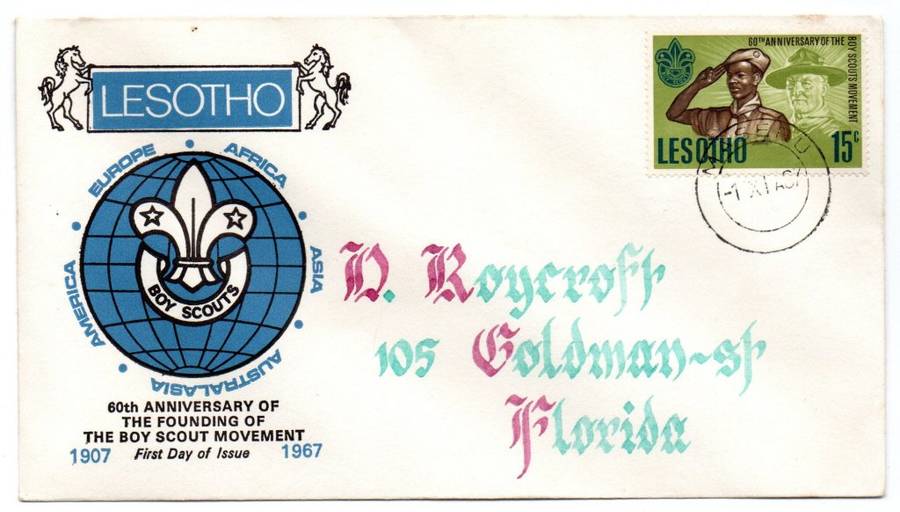 LESOTHO
EUROPE • AFRICA • ASIA • AUSTRALASIA • AMERICA •
BOY SCOUTS
60th ANNIVERSARY OF
THE FOUNDING OF
THE BOY SCOUT MOVEMENT
1907 First Day of Issue 1967
60TH ANNIVERSARY OF THE
BOY SCOUTS MOVEMENT
LESOTHO 15c
MASERU
D. Roycroft
105 Goldman-st
Florida